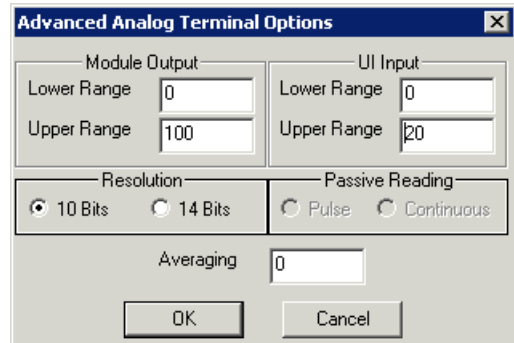 Advanced Analog Terminal Options
Module Output
Lower Range 0
Upper Range 100
UI Input
Lower Range 0
Upper Range 20
Resolution
10 Bits 14 Bits
Passive Reading
Pulse Continuous
Averaging 0
OK Cancel